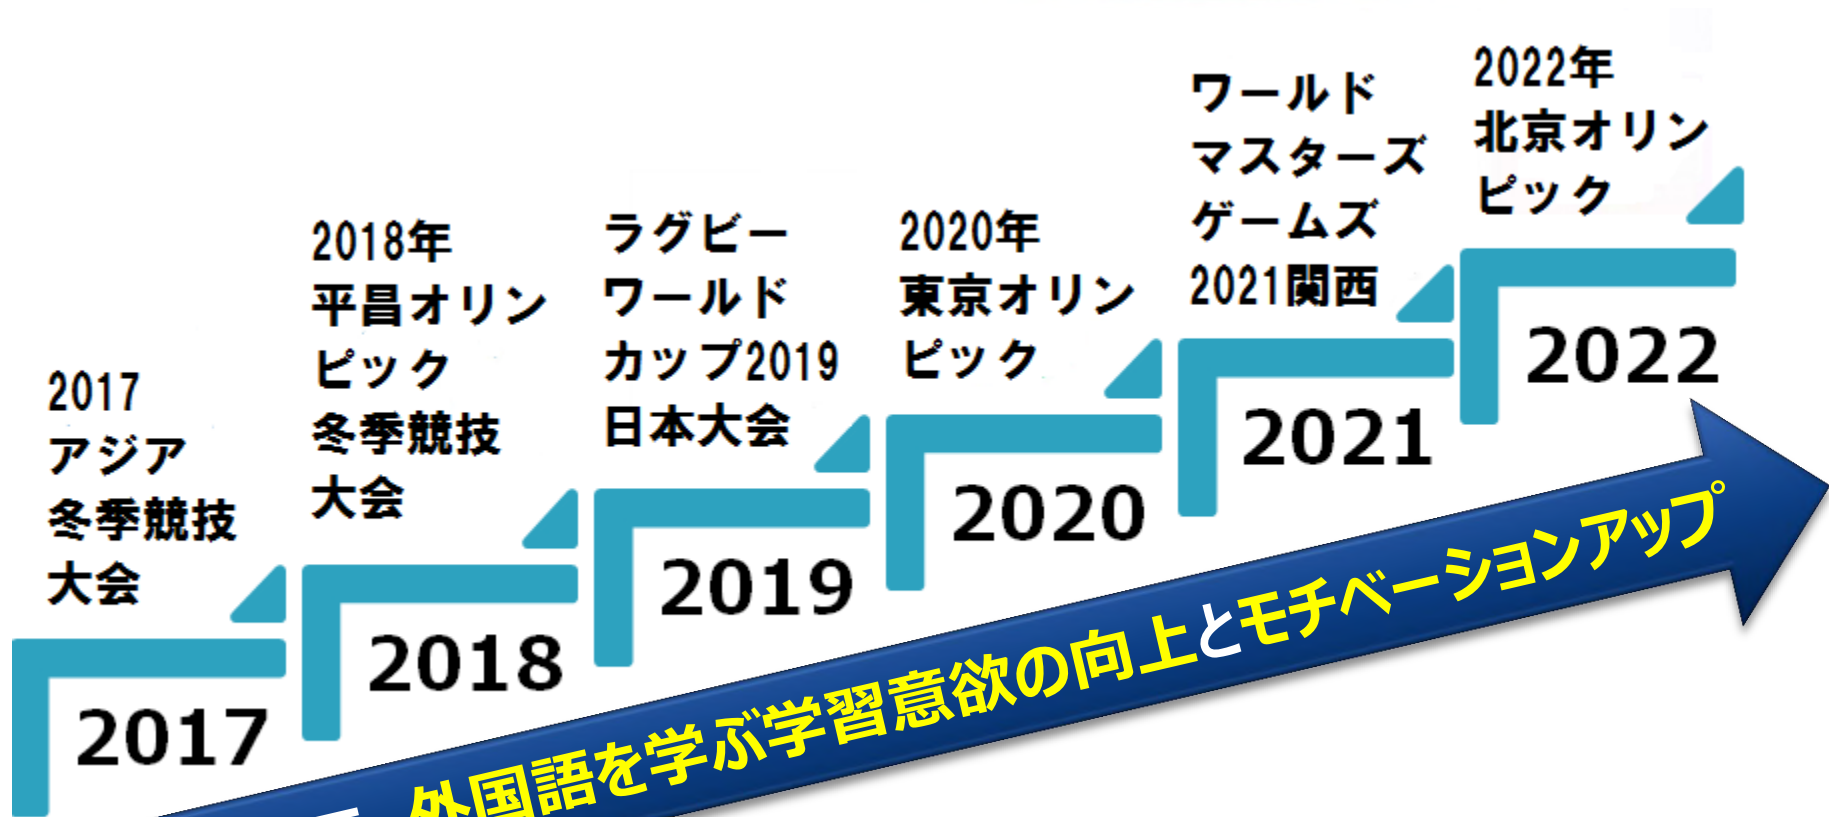 2017
アジア
冬季競技
大会
2017
2018年
平昌オリン
ピック
冬季競技
大会
2018
ラグビー
ワールド
カップ2019
日本大会
2019
2020年
東京オリン
ピック
2020
ワールド
マスターズ
ゲームズ
2021関西
2021
2022年
北京オリン
ピック
2022
外国語を学ぶ学習意欲の向上とモチベーションアップ